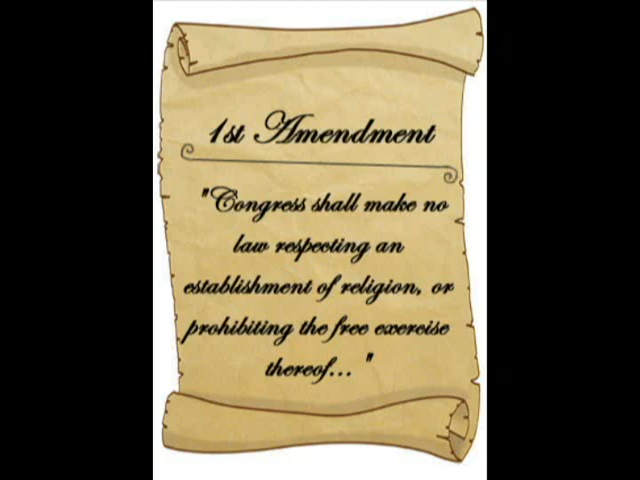 1st Amendment
"Congress shall make no
law respecting an
establishment of religion, or
prohibiting the free exercise
thereof... "